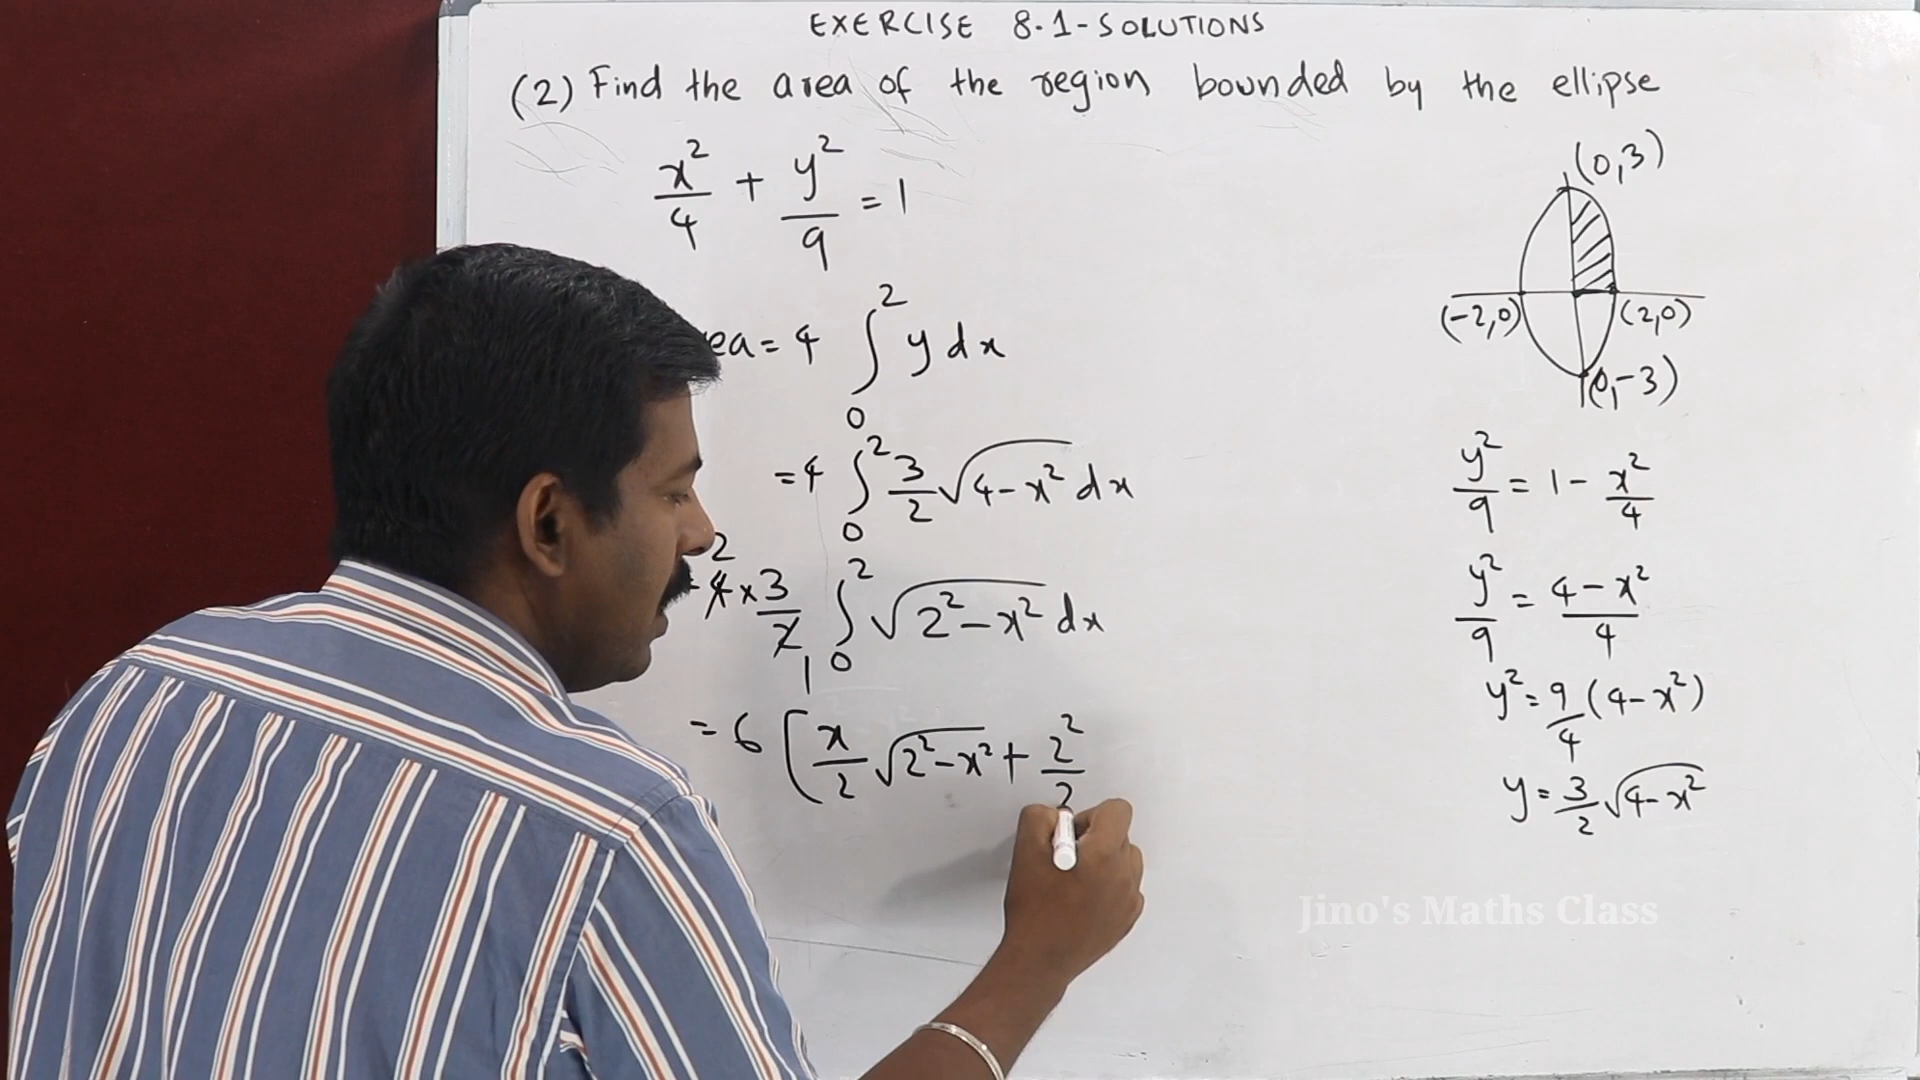 EXERCISE 8.1-SOLUTIONS
(2) Find the area of the region bounded by the ellipse
x²/4 + y²/9 = 1
ea = 4 ∫₀² y dx
= 4 ∫₀² 3/2 √(4-x²) dx
4 × 3/2 ∫₀² √(2²-x²) dx
2
1
= 6 [x/2 √(2²-x²) + 2²/2
(0,3)
(-2,0) (2,0)
(0,-3)
y²/9 = 1 - x²/4
y²/9 = (4-x²)/4
y² = 9/4 (4-x²)
y = 3/2 √(4-x²)
Jino's Maths Class